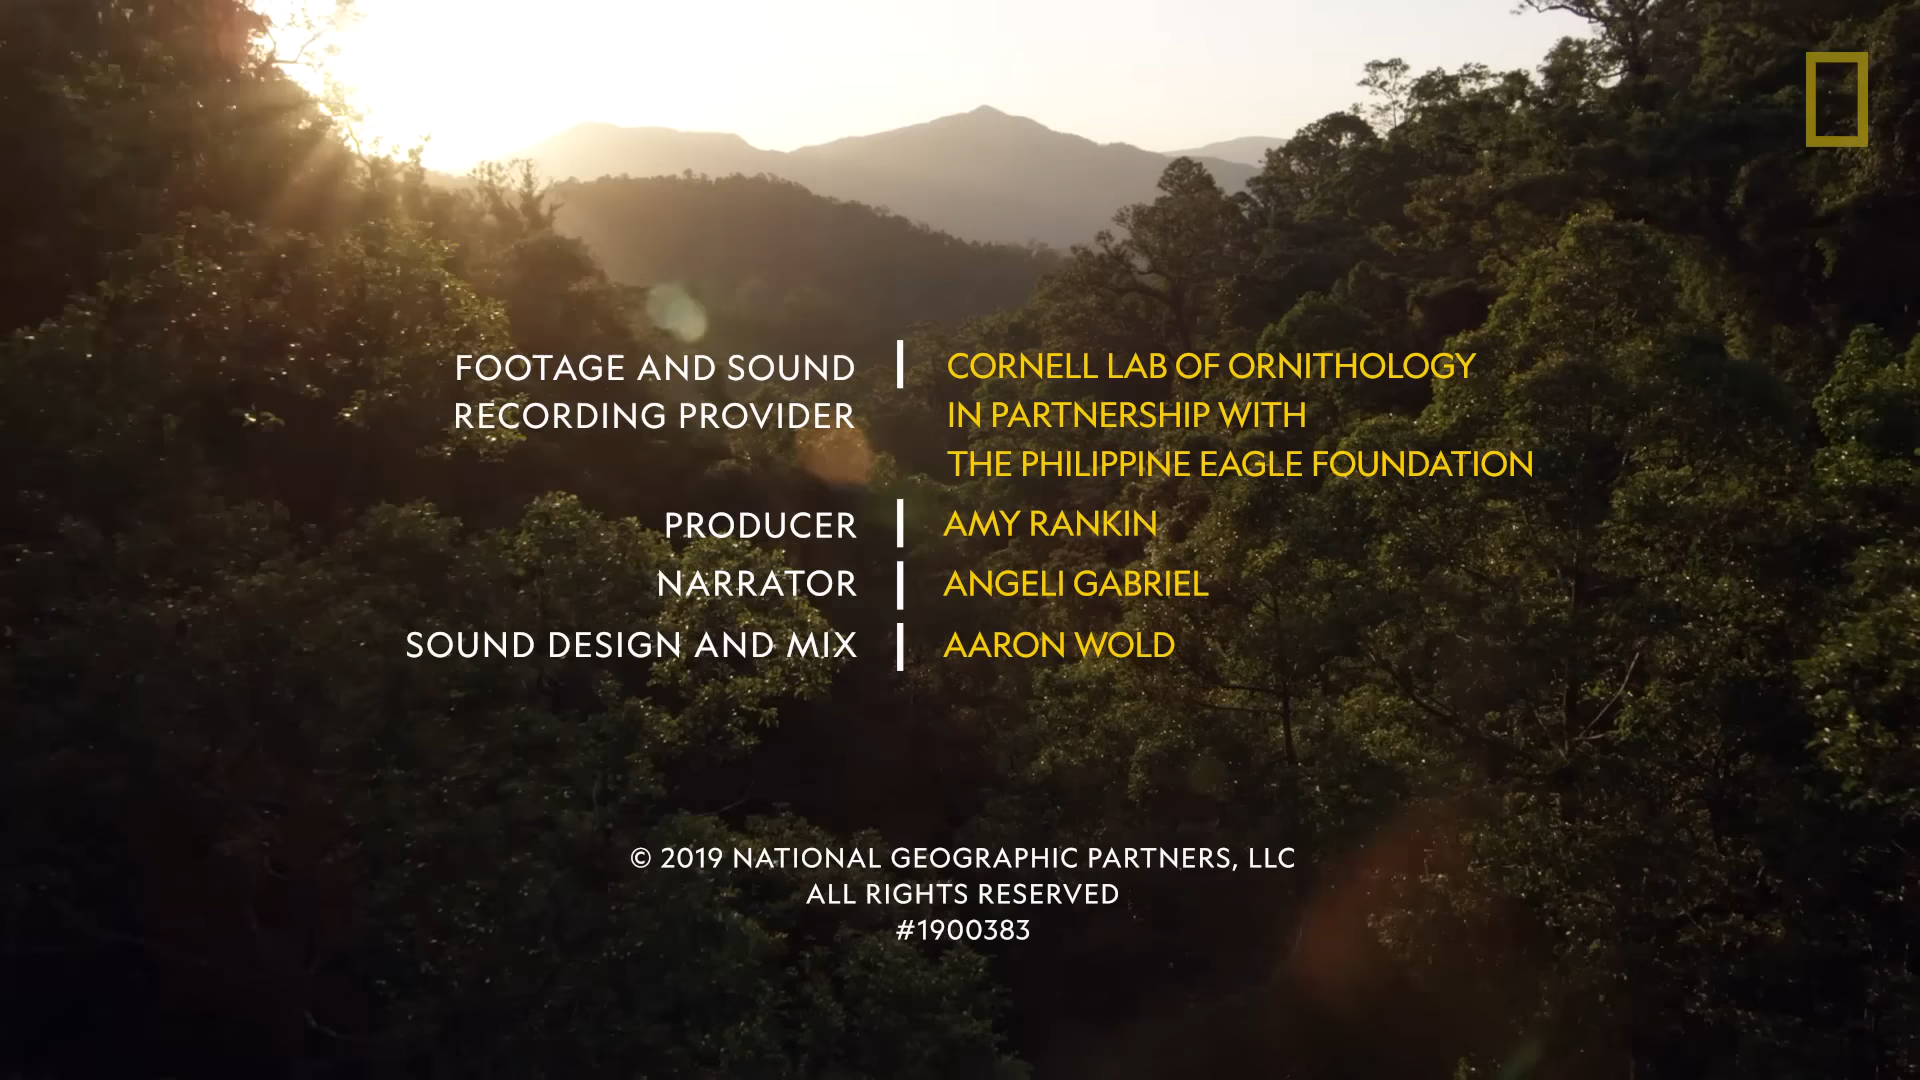 FOOTAGE AND SOUND
RECORDING PROVIDER
CORNELL LAB OF ORNITHOLOGY
IN PARTNERSHIP WITH
THE PHILIPPINE EAGLE FOUNDATION
PRODUCER
AMY RANKIN
NARRATOR
ANGELI GABRIEL
SOUND DESIGN AND MIX
AARON WOLD
© 2019 NATIONAL GEOGRAPHIC PARTNERS, LLC
ALL RIGHTS RESERVED
#1900383